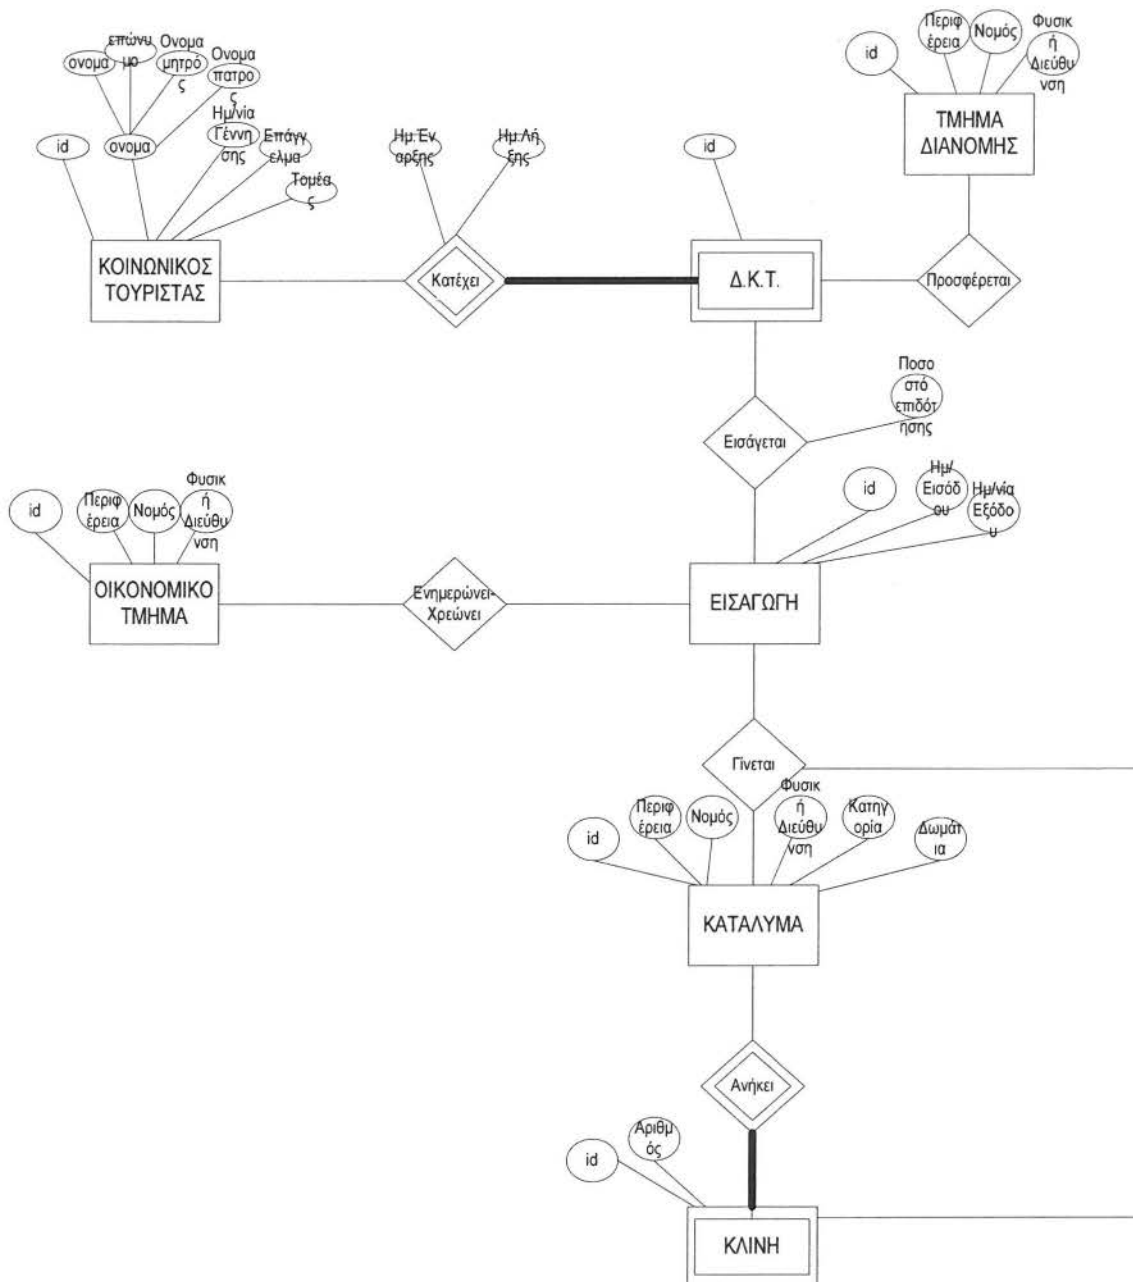 επώνυ
μο
ονομα
Ονομα
μητρό
ς
Ονομα
πατρο
ς
Ημ/νία
Γέννη
σης
id
ονομα
Επάγγ
ελμα
Τομέα
ς
ΚΟΙΝΩΝΙΚΟΣ
ΤΟΥΡΙΣΤΑΣ
Ημ.Έν
αρξης
Ημ.Λή
ξης
Κατέχει
id
Δ.Κ.Τ.
id
Περιφ
έρεια
Νομός
Φυσικ
ή
Διεύθυ
νση
ΤΜΗΜΑ
ΔΙΑΝΟΜΗΣ
Προσφέρεται
Ποσο
στό
επιδότ
ησης
Εισάγεται
id
Ημ/
Εισόδ
ου
Ημ/νία
Εξόδο
υ
id
Περιφ
έρεια
Νομός
Φυσικ
ή
Διεύθυ
νση
ΟΙΚΟΝΟΜΙΚΟ
ΤΜΗΜΑ
Ενημερώνει-
Χρεώνει
ΕΙΣΑΓΩΓΗ
Γίνεται
id
Περιφ
έρεια
Νομός
Φυσικ
ή
Διεύθυ
νση
Κατηγ
ορία
Δωμάτ
ια
ΚΑΤΑΛΥΜΑ
Ανήκει
id
Αριθμ
ός
ΚΛΙΝΗ